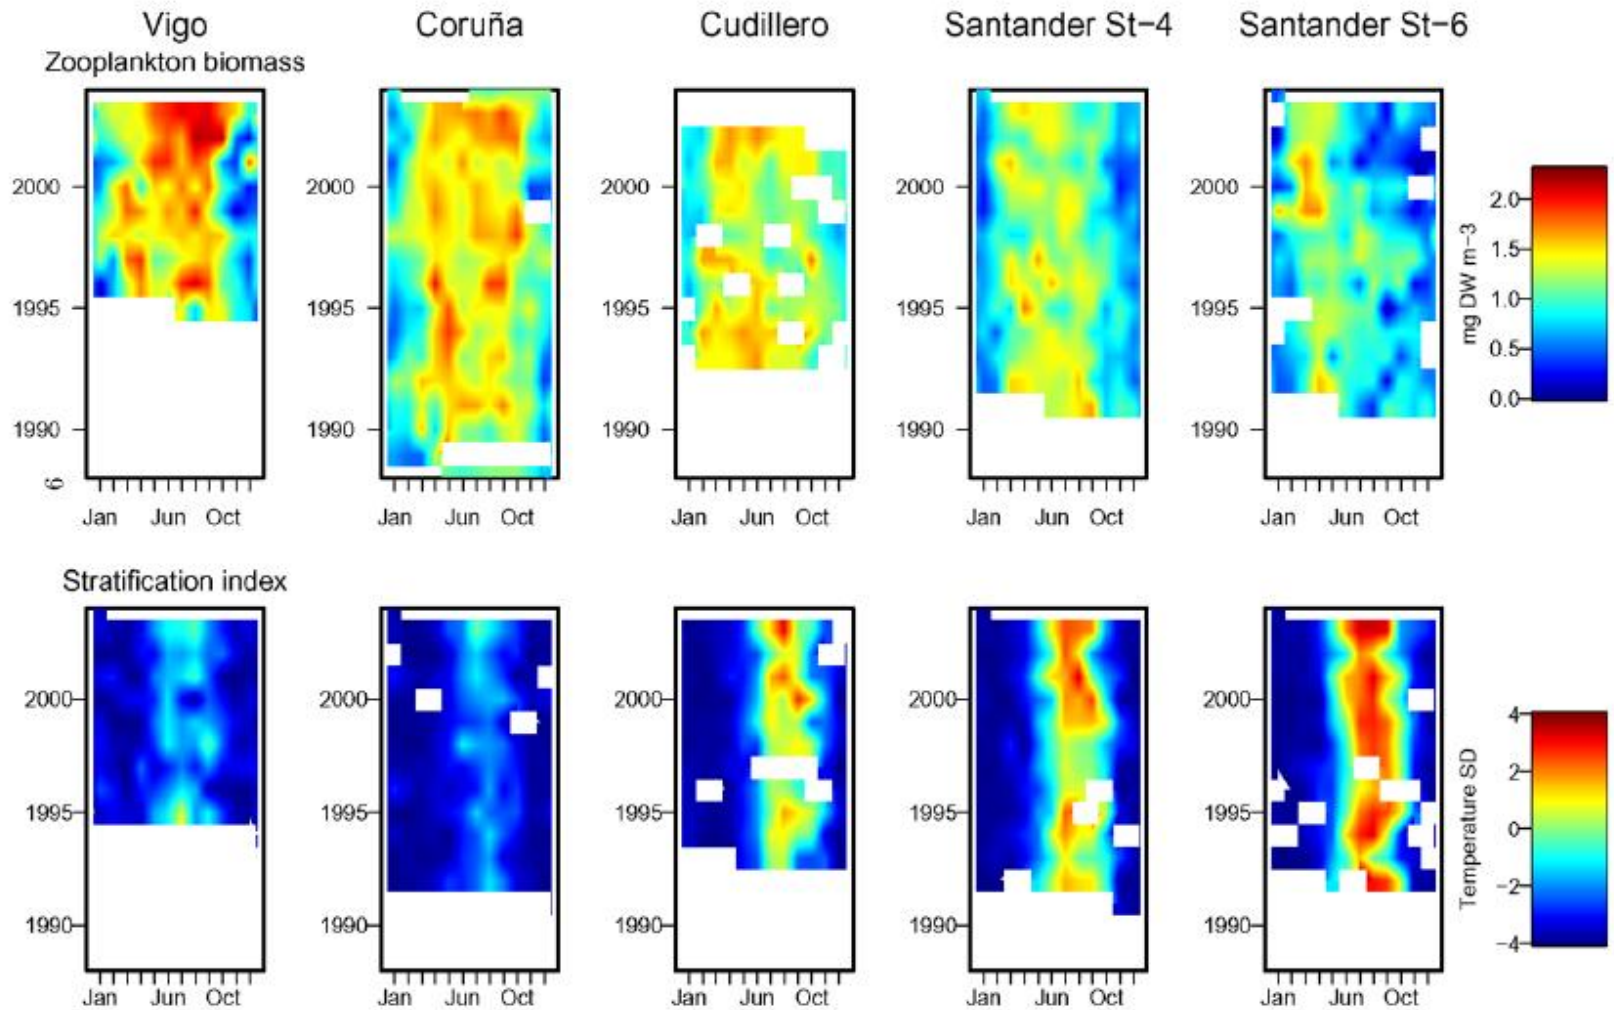 Vigo Coruña Cudillero Santander St−4 Santander St−6
Zooplankton biomass
2000 2000 2000 2000 2000
1995 1995 1995 1995 1995
1990 1990 1990 1990 1990
6
Jan Jun Oct Jan Jun Oct Jan Jun Oct Jan Jun Oct Jan Jun Oct
mg DW m−3
2.0
1.5
1.0
0.5
0.0
Stratification index
2000 2000 2000 2000 2000
1995 1995 1995 1995 1995
1990 1990 1990 1990 1990
Jan Jun Oct Jan Jun Oct Jan Jun Oct Jan Jun Oct Jan Jun Oct
Temperature SD
4
2
0
−2
−4